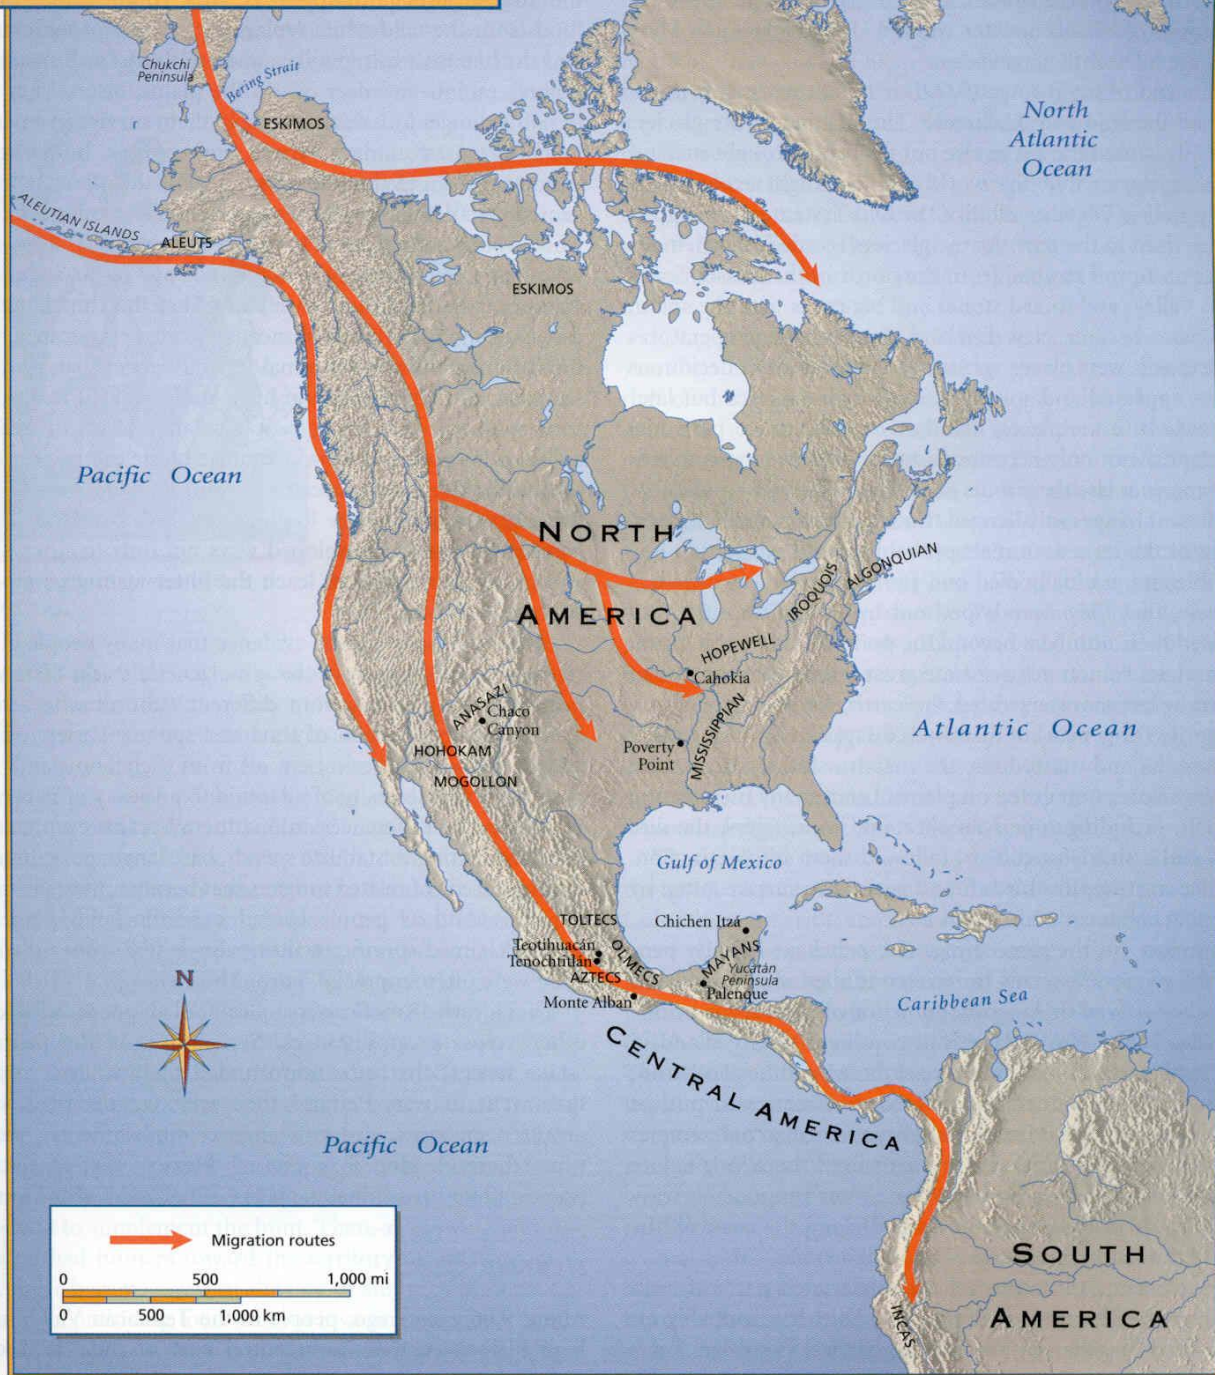 Chukchi
Peninsula
Bering Strait
ESKIMOS
North
Atlantic
Ocean
ALEUTIAN ISLANDS
ALEUTS
ESKIMOS
Pacific Ocean
NORTH
AMERICA
IROQUOIS
ALGONQUIAN
HOPEWELL
Cahokia
ANASAZI
Chaco
Canyon
MISSISSIPPIAN
Atlantic Ocean
HOHOKAM
Poverty
Point
MOGOLLON
Gulf of Mexico
TOLTECS
Chichen Itzá
Teotihuacán
Tenochtitlán
OLMECS
MAYANS
AZTECS
Yucatán
Peninsula
Palenque
Monte Alban
Caribbean Sea
N
CENTRAL AMERICA
Pacific Ocean
Migration routes
0 500 1,000 mi
0 500 1,000 km
SOUTH
AMERICA
INCAS